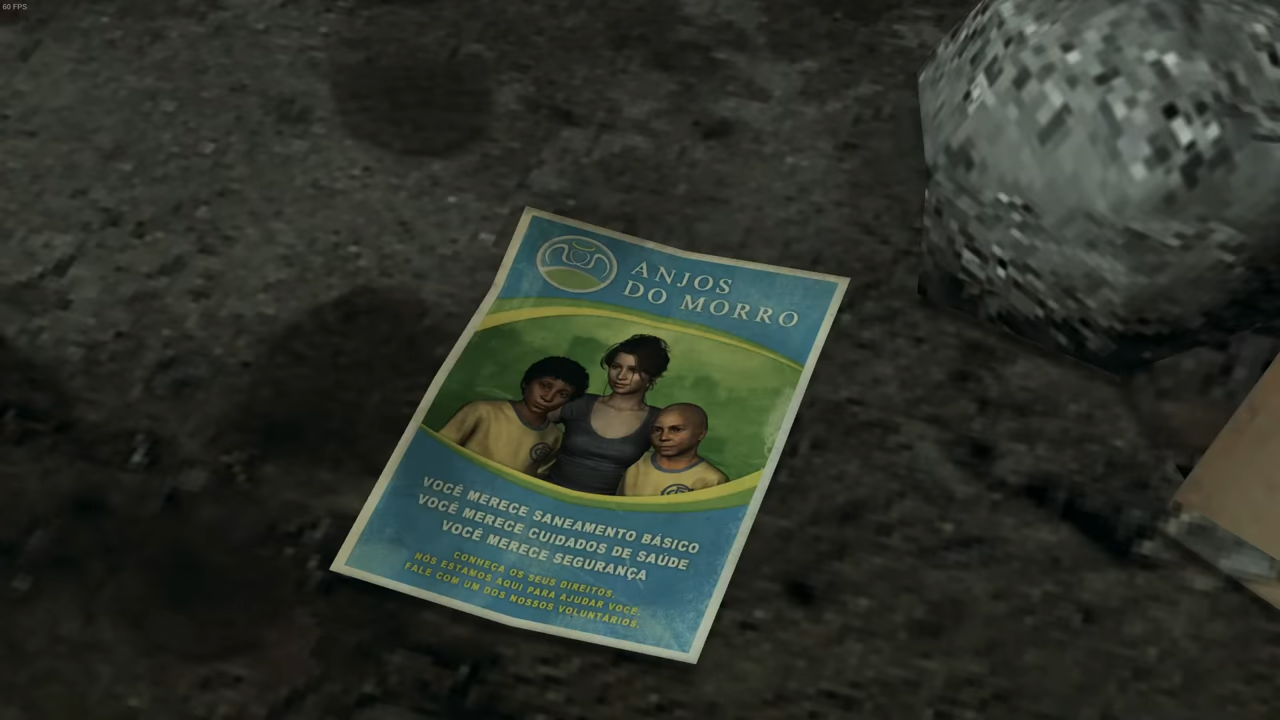 60 FPS
ANJOS
DO MORRO
VOCÊ MERECE SANEAMENTO BÁSICO
VOCÊ MERECE CUIDADOS DE SAÚDE
VOCÊ MERECE SEGURANÇA
CONHEÇA OS SEUS DIREITOS.
NÓS ESTAMOS AQUI PARA AJUDAR VOCÊ.
FALE COM UM DOS NOSSOS VOLUNTÁRIOS.